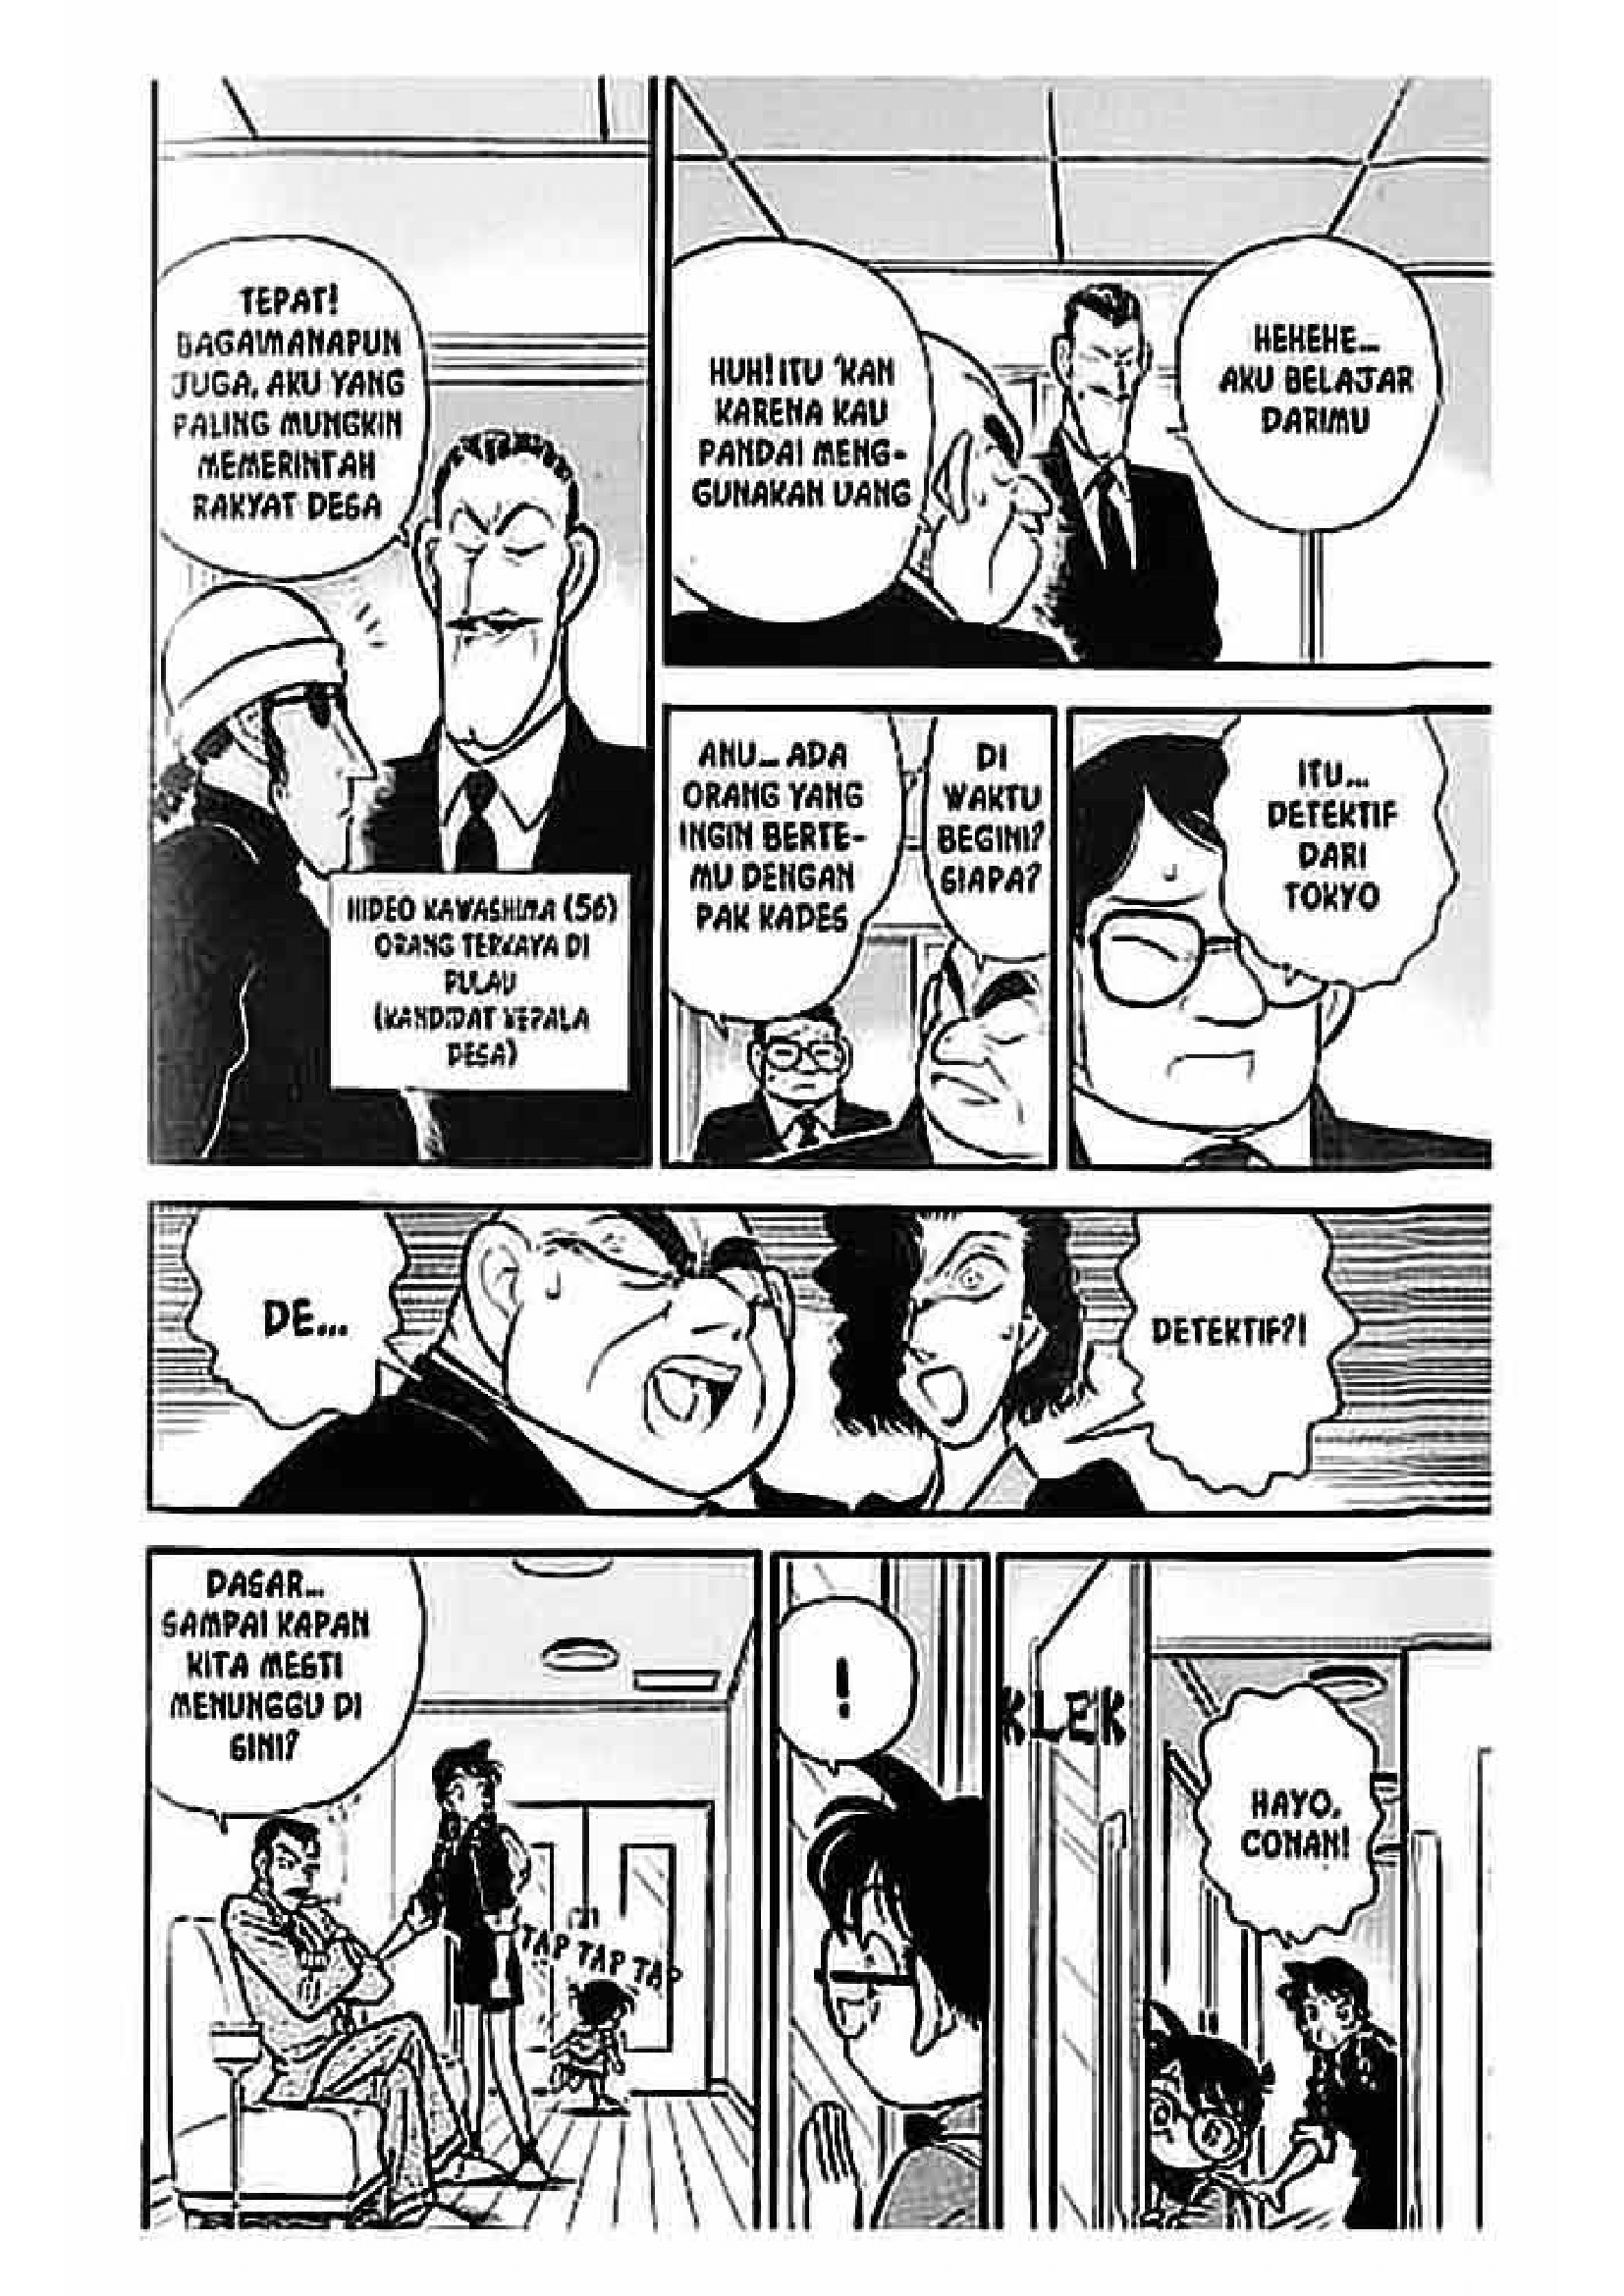 TEPAT!
BAGAIMANAPUN
JUGA, AKU YANG
PALING MUNGKIN
MEMERINTAH
RAKYAT DESA
HIDEO KAWASHIMA (56)
ORANG TERKAYA DI
PULAU
(KANDIDAT KEPALA
DESA)
HUH! ITU 'KAN
KARENA KAU
PANDAI MENG-
GUNAKAN UANG
HEHEHE...
AKU BELAJAR
DARIMU
ANU... ADA
ORANG YANG
INGIN BERTE-
MU DENGAN
PAK KADES
DI
WAKTU
BEGINI?
SIAPA?
ITU...
DETEKTIF
DARI
TOKYO
DE...
DETEKTIF?!
DASAR...
SAMPAI KAPAN
KITA MESTI
MENUNGGU DI
SINI?
TAP TAP TAP
!
KLEK
HAYO,
CONAN!